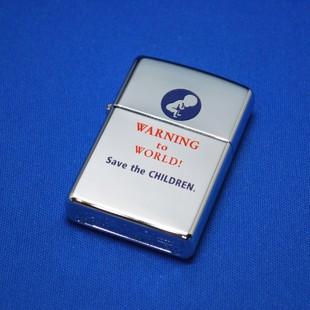 WARNING
to
WORLD!
Save the CHILDREN.